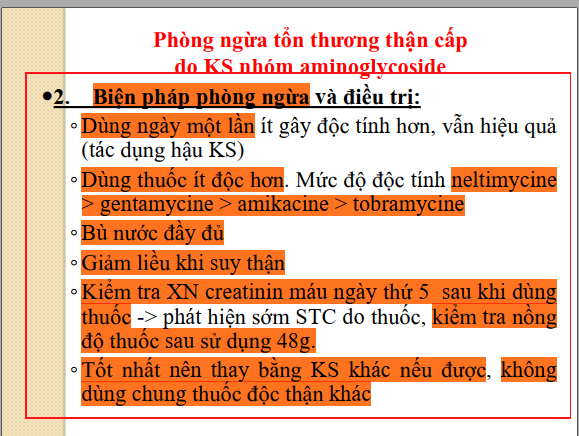 Phòng ngừa tổn thương thận cấp
do KS nhóm aminoglycoside
•2. Biện pháp phòng ngừa và điều trị:
◦Dùng ngày một lần ít gây độc tính hơn, vẫn hiệu quả
(tác dụng hậu KS)
◦Dùng thuốc ít độc hơn. Mức độ độc tính neltimycine
> gentamycine > amikacine > tobramycine
◦Bù nước đầy đủ
◦Giảm liều khi suy thận
◦Kiểm tra XN creatinin máu ngày thứ 5 sau khi dùng
thuốc -> phát hiện sớm STC do thuốc, kiểm tra nồng
độ thuốc sau sử dụng 48g.
◦Tốt nhất nên thay bằng KS khác nếu được, không
dùng chung thuốc độc thận khác